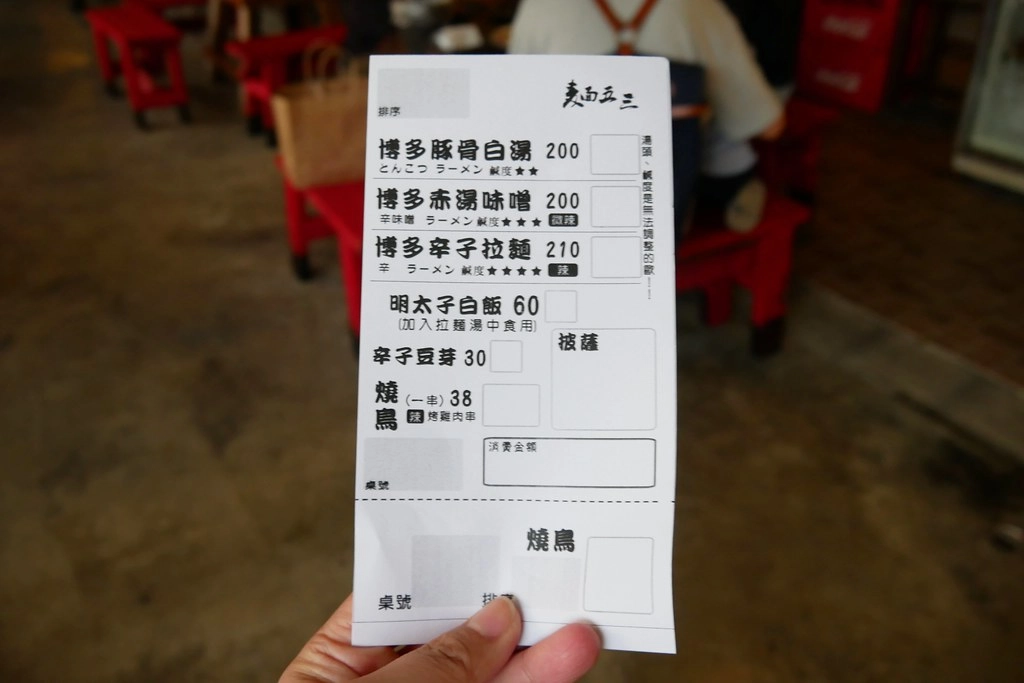 排序
麵五三
博多豚骨白湯 200
とんこつ ラーメン 鹹度★★
博多赤湯味噌 200
辛味噌 ラーメン 鹹度★★★ 微辣
博多辛子拉麵 210
辛 ラーメン 鹹度★★★★ 辣
湯頭、鹹度是無法調整的歐！！
明太子白飯 60
(加入拉麵湯中食用)
披薩
辛子豆芽 30
燒鳥 (一串) 38
辣 烤雞肉串
消費金額
桌號
燒鳥
桌號
排序